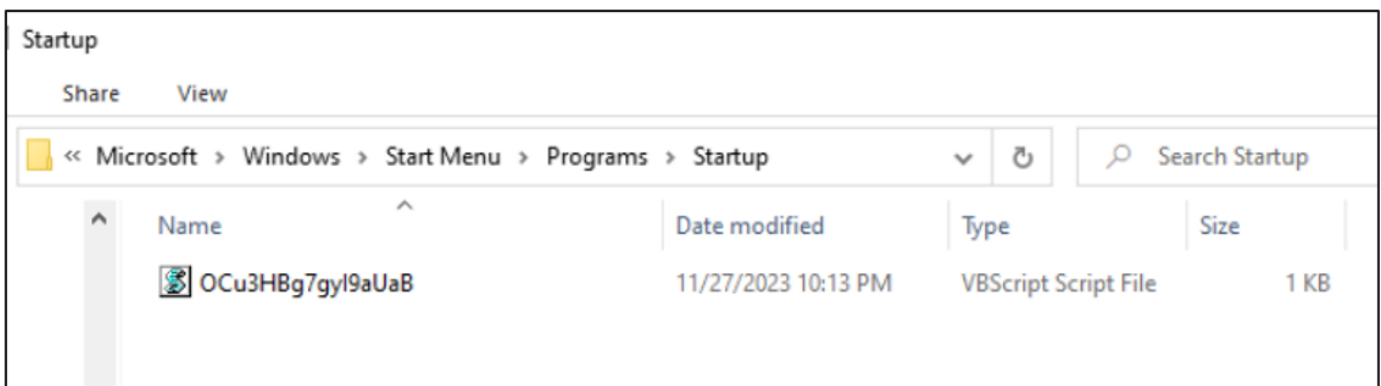 Startup
Share View
« Microsoft > Windows > Start Menu > Programs > Startup Search Startup
Name Date modified Type Size
OCu3HBg7gyI9aUaB 11/27/2023 10:13 PM VBScript Script File 1 KB